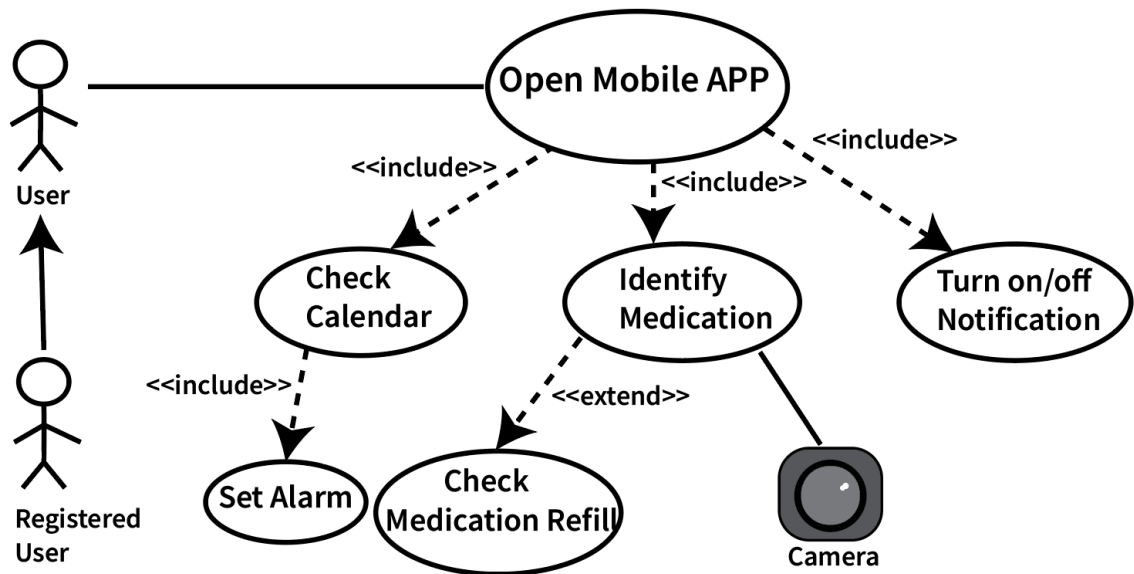 Open Mobile APP
<<include>>
<<include>>
<<include>>
User
Check
Calendar
Identify
Medication
Turn on/off
Notification
<<include>>
<<extend>>
Set Alarm
Check
Medication Refill
Registered
User
Camera